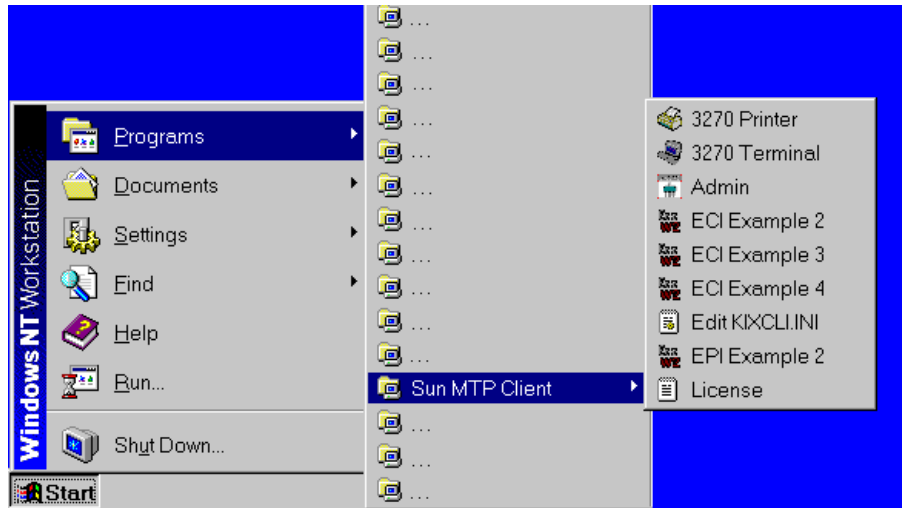 Windows NT Workstation
Programs
Documents
Settings
Find
Help
Run...
Shut Down...
Start
...
...
...
...
...
...
...
...
...
...
...
Sun MTP Client
...
...
...
3270 Printer
3270 Terminal
Admin
ECI Example 2
ECI Example 3
ECI Example 4
Edit KIXCLI.INI
EPI Example 2
License